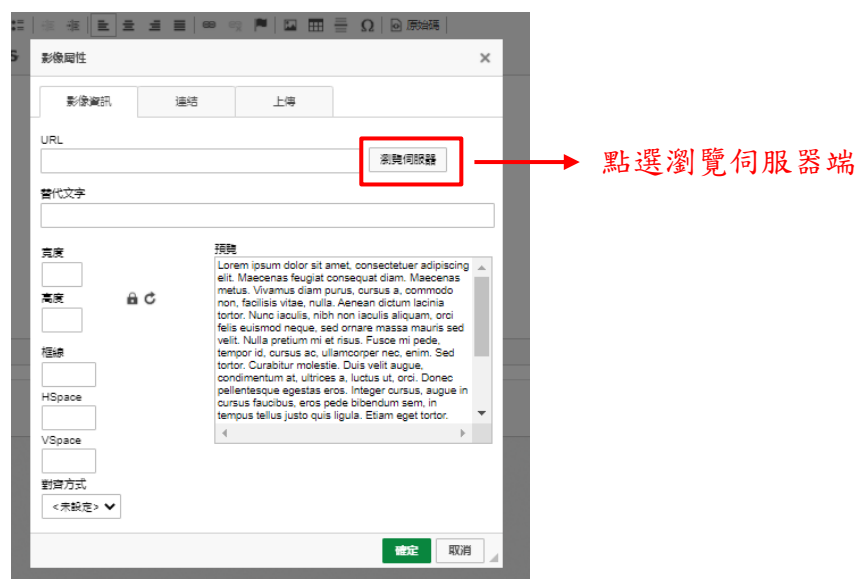 原始碼
影像屬性
影像資訊 連結 上傳
URL
瀏覽伺服器
點選瀏覽伺服器端
替代文字
寬度
預覽
Lorem ipsum dolor sit amet, consectetuer adipiscing
elit. Maecenas feugiat consequat diam. Maecenas
metus. Vivamus diam purus, cursus a, commodo
non, facilisis vitae, nulla. Aenean dictum lacinia
tortor. Nunc iaculis, nibh non iaculis aliquam, orci
felis euismod neque, sed ornare massa mauris sed
velit. Nulla pretium mi et risus. Fusce mi pede,
tempor id, cursus ac, ullamcorper nec, enim. Sed
tortor. Curabitur molestie. Duis velit augue,
condimentum at, ultrices a, luctus ut, orci. Donec
pellentesque egestas eros. Integer cursus, augue in
cursus faucibus, eros pede bibendum sem, in
tempus tellus justo quis ligula. Etiam eget tortor.
高度
框線
HSpace
VSpace
對齊方式
<未設定>
確定 取消